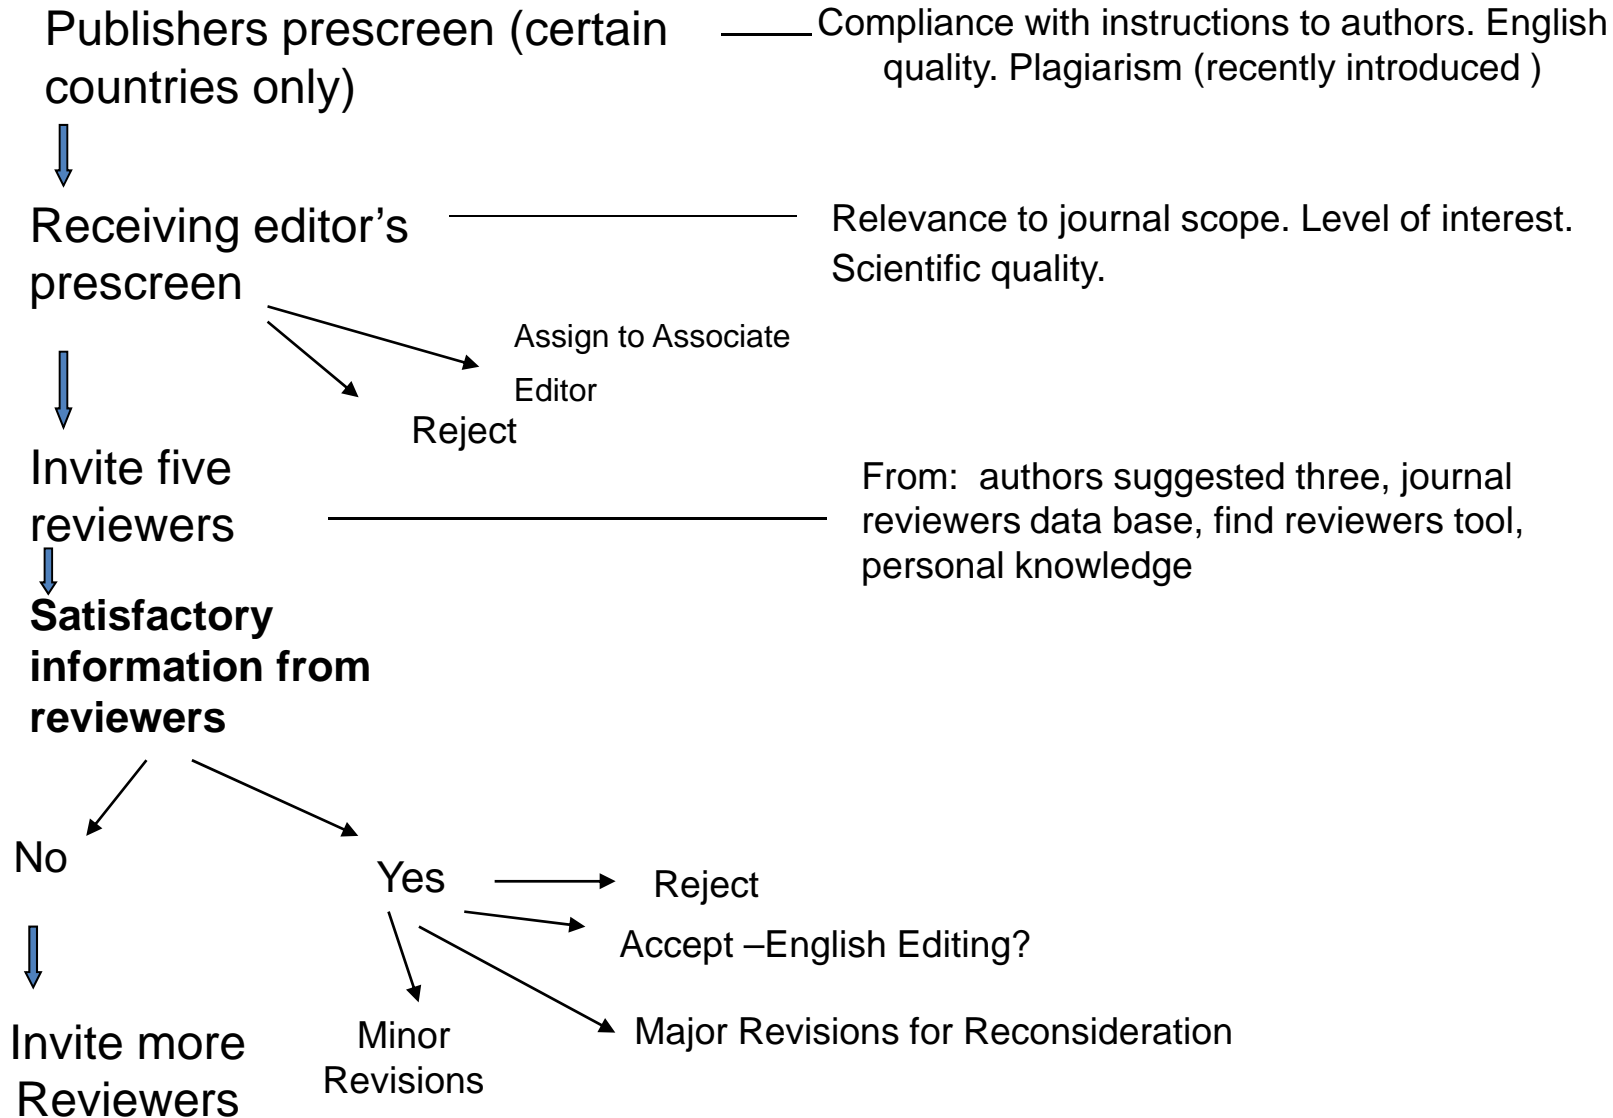 Publishers prescreen (certain
countries only)
Compliance with instructions to authors. English
quality. Plagiarism (recently introduced )
Receiving editor’s
prescreen
Relevance to journal scope. Level of interest.
Scientific quality.
Assign to Associate
Editor
Reject
Invite five
reviewers
From:  authors suggested three, journal
reviewers data base, find reviewers tool,
personal knowledge
Satisfactory
information from
reviewers
No
Yes
Reject
Accept –English Editing?
Major Revisions for Reconsideration
Minor
Revisions
Invite more
Reviewers